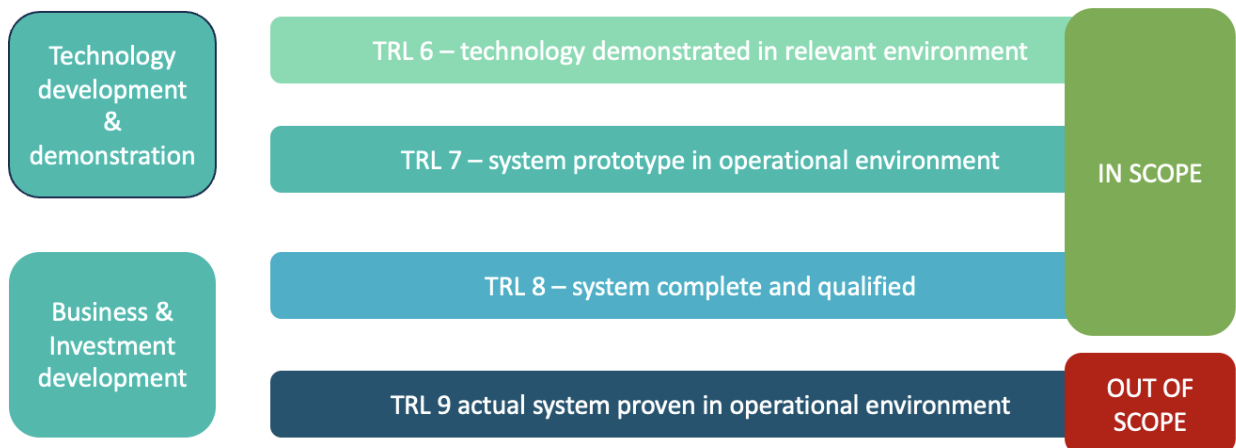 Technology
development
&
demonstration
TRL 6 – technology demonstrated in relevant environment
TRL 7 – system prototype in operational environment
IN SCOPE
Business &
Investment
development
TRL 8 – system complete and qualified
TRL 9 actual system proven in operational environment
OUT OF
SCOPE